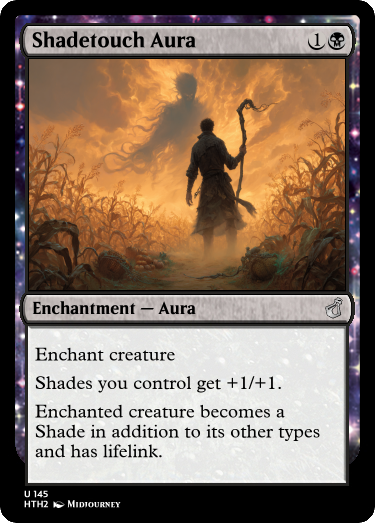 Shadetouch Aura 1
Enchantment — Aura
Enchant creature
Shades you control get +1/+1.
Enchanted creature becomes a
Shade in addition to its other types
and has lifelink.
U 145
HTH2 Midjourney